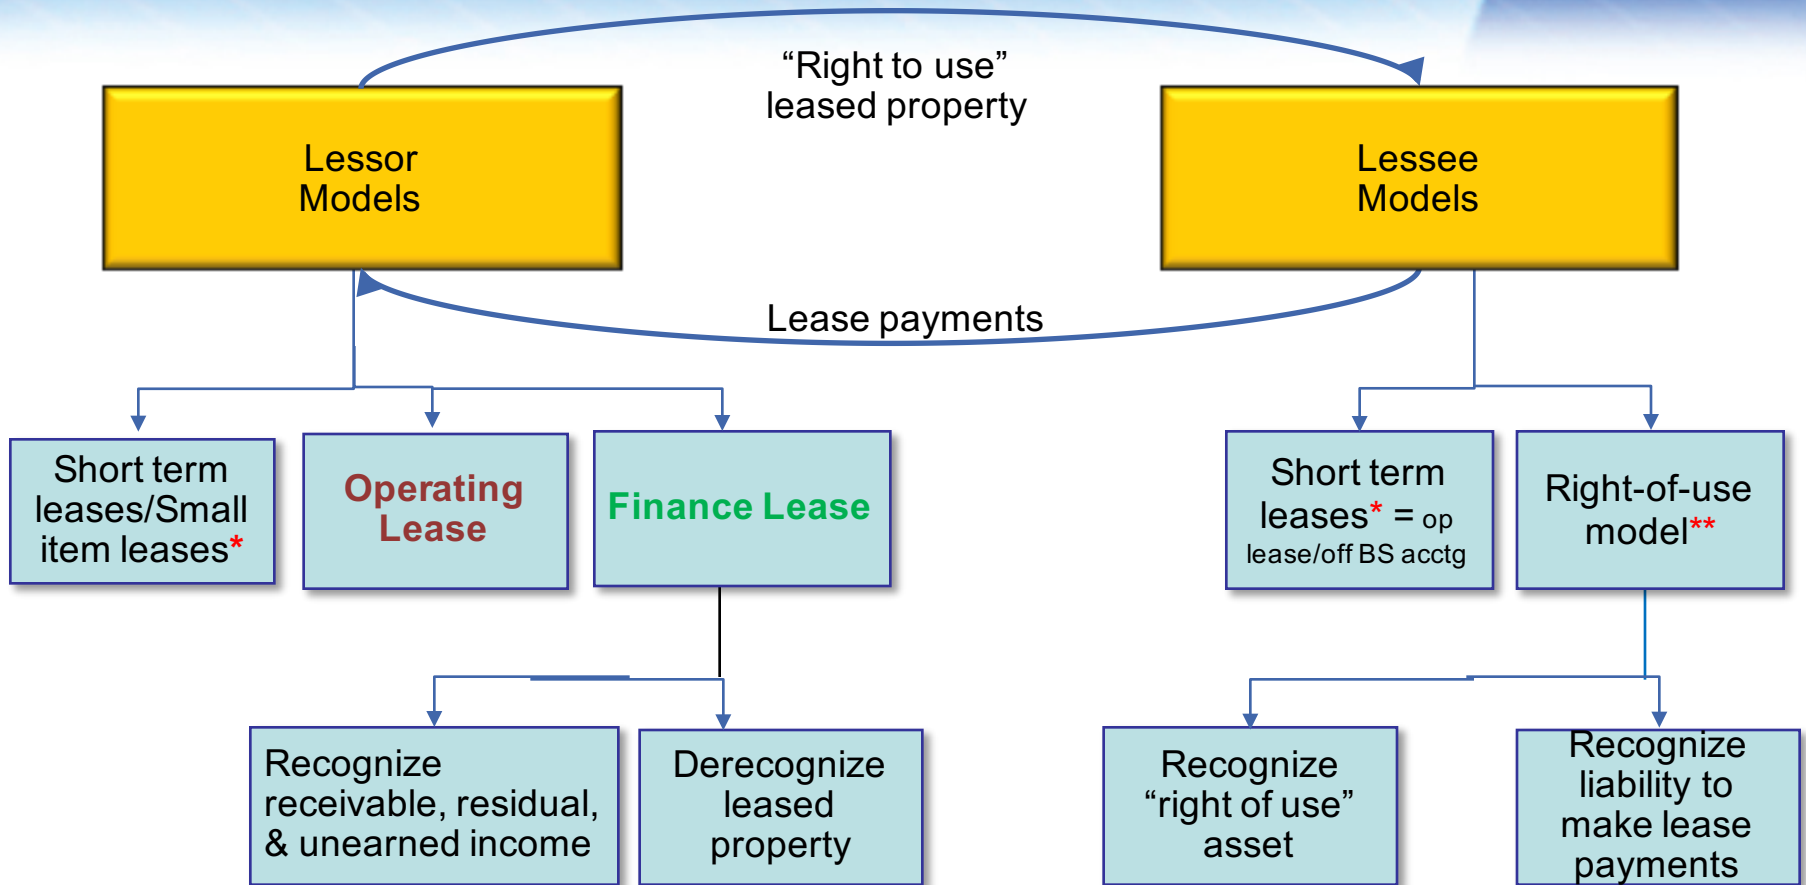 “Right to use”
leased property
Lessor
Models
Lessee
Models
Lease payments
Short term
leases/Small
item leases*
Operating
Lease
Finance Lease
Short term
leases* = op
lease/off BS acctg
Right-of-use
model**
Recognize
receivable, residual,
& unearned income
Derecognize
leased
property
Recognize
“right of use”
asset
Recognize
liability to
make lease
payments